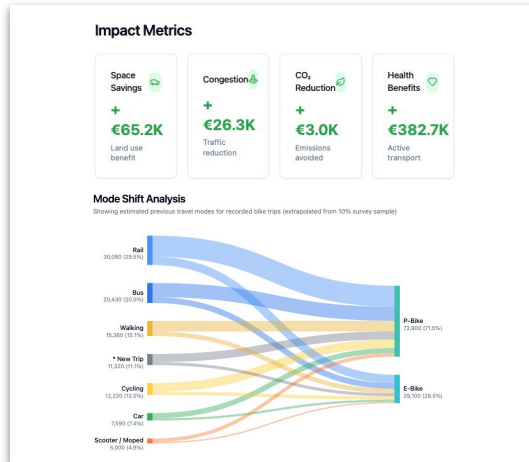 Impact Metrics
Space
Savings
+
€65.2K
Land use
benefit
Congestion
+
€26.3K
Traffic
reduction
CO₂
Reduction
+
€3.0K
Emissions
avoided
Health
Benefits
+
€382.7K
Active
transport
Mode Shift Analysis
Showing estimated previous travel modes for recorded bike trips (extrapolated from 10% survey sample)
Rail
30,080 (29.5%)
Bus
20,430 (20.0%)
Walking
15,360 (15.1%)
* New Trip
11,320 (11.1%)
Cycling
12,220 (12.0%)
Car
7,590 (7.4%)
Scooter / Moped
5,000 (4.9%)
P-Bike
72,900 (71.5%)
E-Bike
29,100 (28.5%)